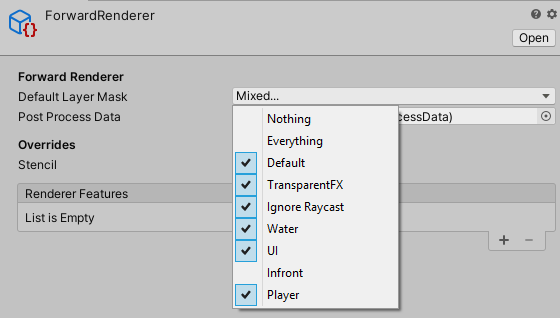 ForwardRenderer
Open
Forward Renderer
Default Layer Mask
Mixed...
Post Process Data
cessData)
Nothing
Everything
Overrides
Default
Stencil
TransparentFX
Renderer Features
Ignore Raycast
List is Empty
Water
UI
Infront
Player